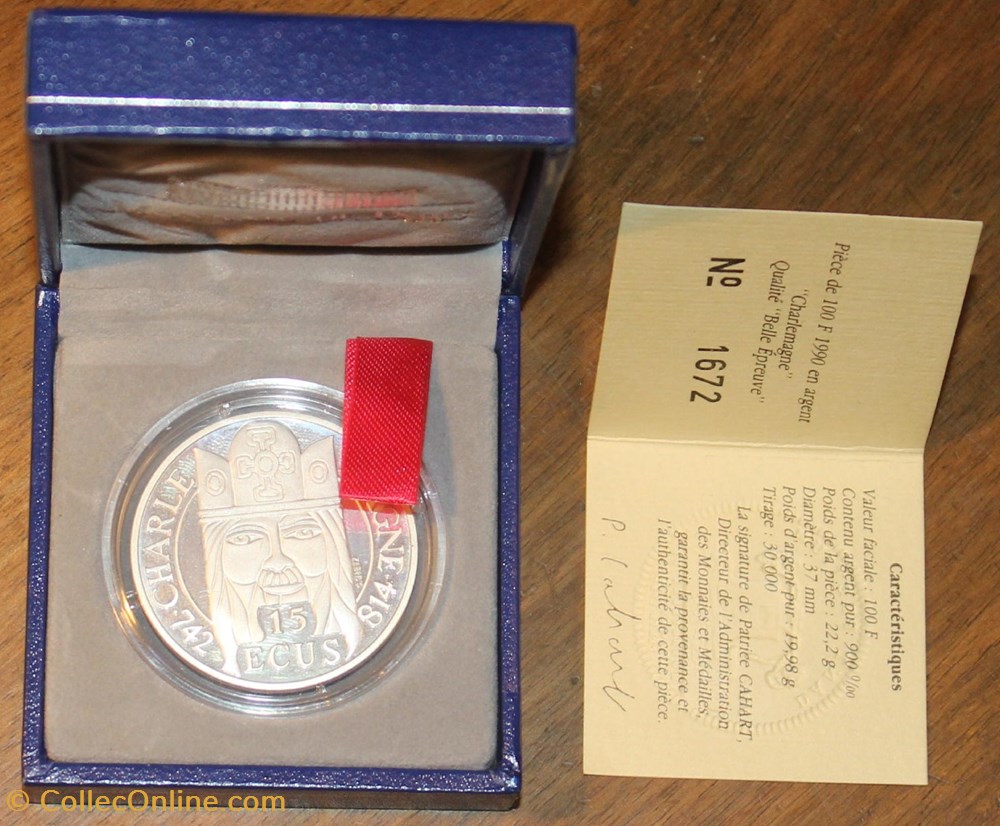 CHARLE
GNE
742
814
15
ECUS
Pièce de 100 F 1990 en argent
"Charlemagne"
Qualité "Belle Épreuve"
Nº 1672
Caractéristiques
Valeur faciale : 100 F
Contenu argent pur : 900 ‰
Poids de la pièce : 22,2 g
Diamètre : 37 mm
Poids d'argent pur : 19,98 g
Tirage : 30 000
La signature de Patrice CAHART,
Directeur de l'Administration
des Monnaies et Médailles,
garantit la provenance et
l'authenticité de cette pièce.
P. Cahart
© CollecOnline.com